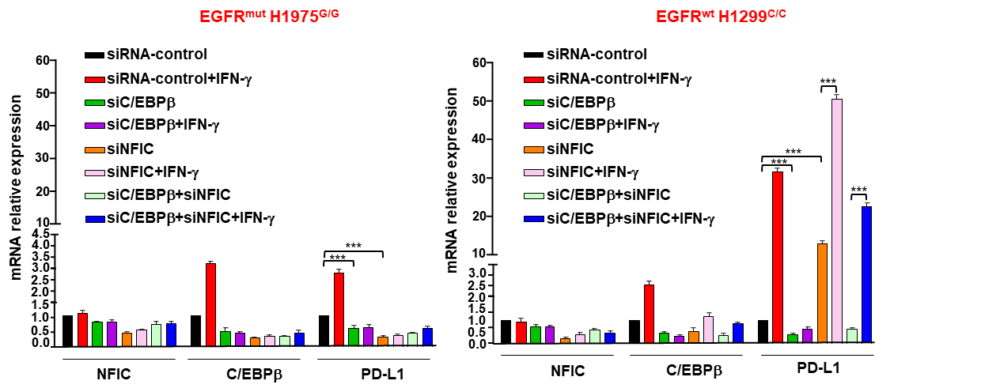 EGFRmut H1975G/G
mRNA relative expression
60
50
40
30
20
10
4.5
4.0
3.5
3.0
2.5
2.0
1.5
1.0
0.5
0.0
siRNA-control
siRNA-control+IFN-γ
siC/EBPβ
siC/EBPβ+IFN-γ
siNFIC
siNFIC+IFN-γ
siC/EBPβ+siNFIC
siC/EBPβ+siNFIC+IFN-γ
***
***
NFIC
C/EBPβ
PD-L1
EGFRwt H1299C/C
mRNA relative expression
60
50
40
30
20
10
3.0
2.5
2.0
1.5
1.0
0.5
0.0
siRNA-control
siRNA-control+IFN-γ
siC/EBPβ
siC/EBPβ+IFN-γ
siNFIC
siNFIC+IFN-γ
siC/EBPβ+siNFIC
siC/EBPβ+siNFIC+IFN-γ
***
***
***
***
NFIC
C/EBPβ
PD-L1